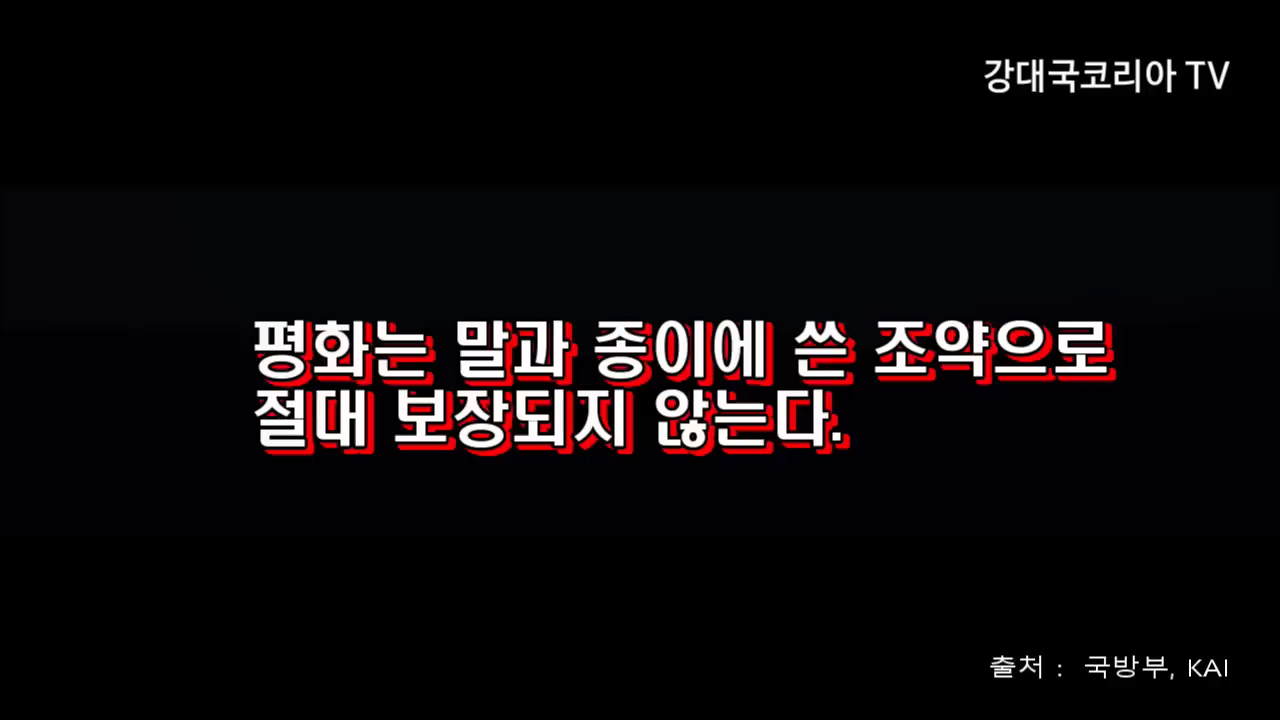 강대국코리아 TV
평화는 말과 종이에 쓴 조약으로
절대 보장되지 않는다.
출처 : 국방부, KAI